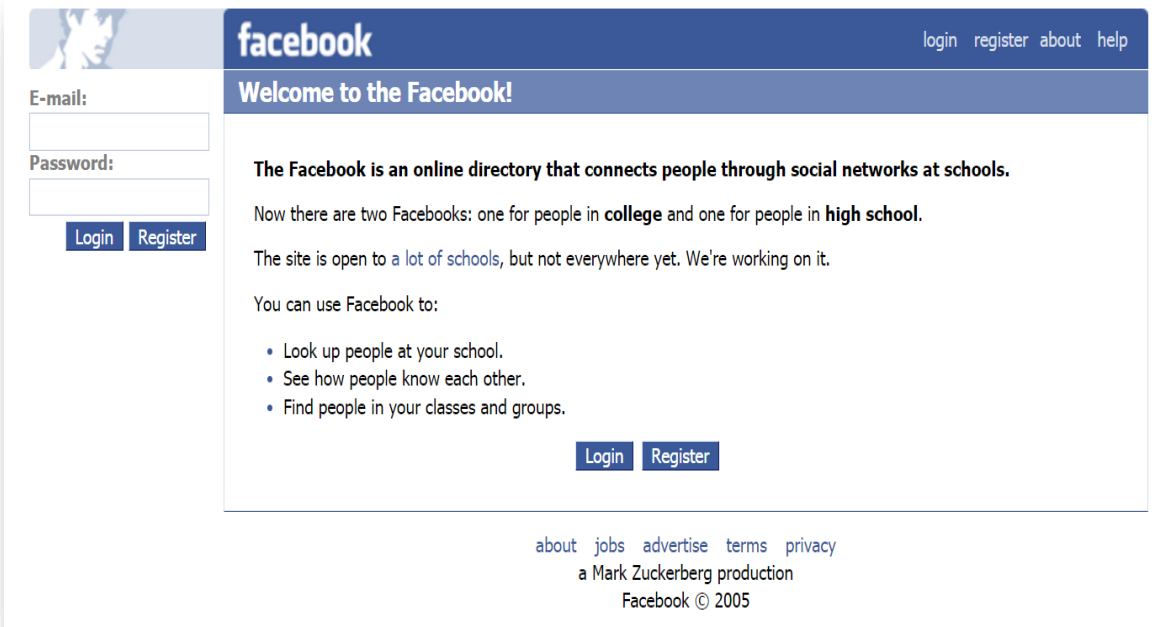 facebook
login register about help
Welcome to the Facebook!
E-mail:
Password:
Login Register
The Facebook is an online directory that connects people through social networks at schools.
Now there are two Facebooks: one for people in college and one for people in high school.
The site is open to a lot of schools, but not everywhere yet. We're working on it.
You can use Facebook to:
• Look up people at your school.
• See how people know each other.
• Find people in your classes and groups.
Login Register
about jobs advertise terms privacy
a Mark Zuckerberg production
Facebook © 2005